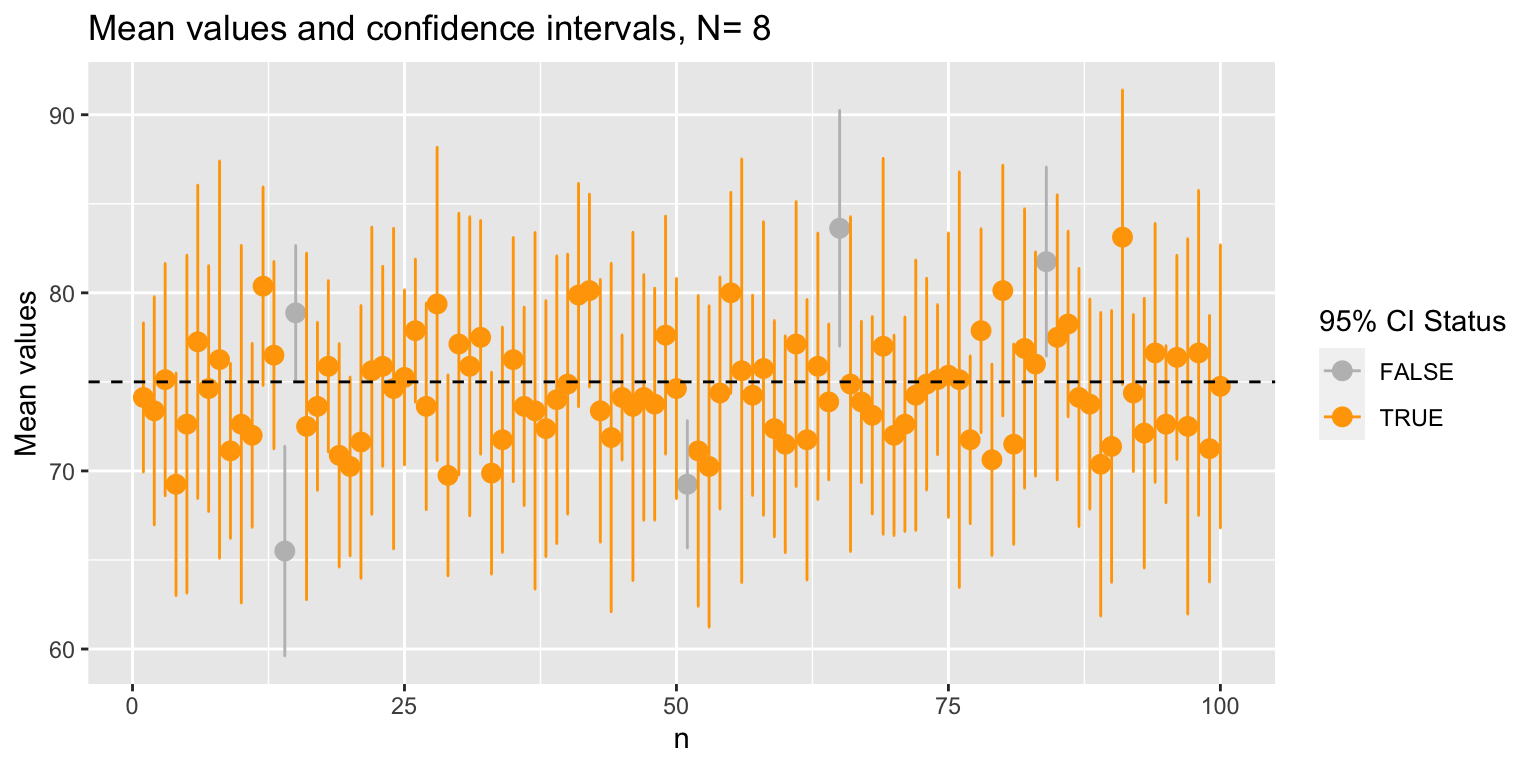 Mean values and confidence intervals, N= 8
Mean values
90
80
70
60
0
25
50
75
100
n
95% CI Status
FALSE
TRUE